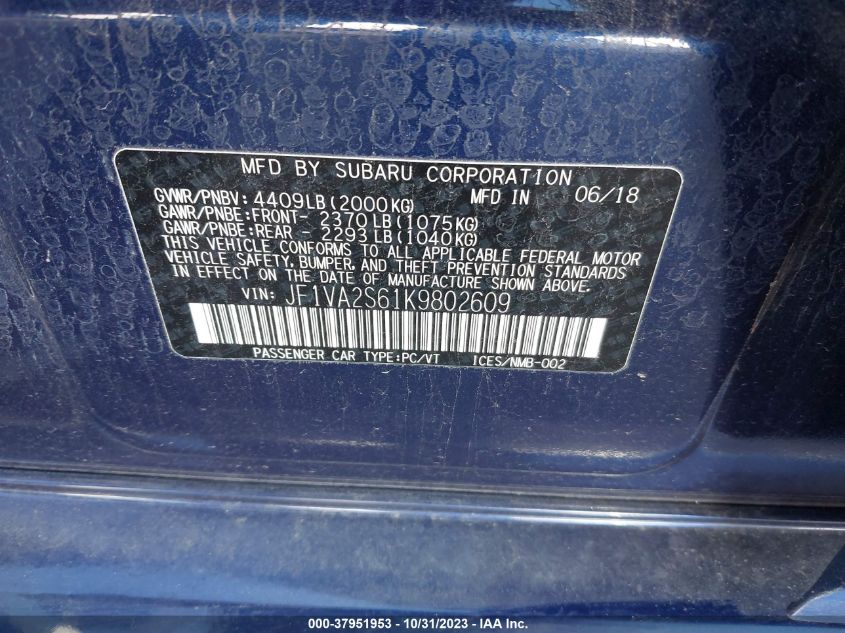 MFD BY SUBARU CORPORATION
GVWR/PNBV: 4409LB(2000KG) MFD IN 06/18
GAWR/PNBE:FRONT- 2370LB(1075KG)
GAWR/PNBE:REAR - 2293LB(1040KG)
THIS VEHICLE CONFORMS TO ALL APPLICABLE FEDERAL MOTOR
VEHICLE SAFETY, BUMPER, AND THEFT PREVENTION STANDARDS
IN EFFECT ON THE DATE OF MANUFACTURE SHOWN ABOVE.
VIN: JF1VA2S61K9802609
PASSENGER CAR TYPE:PC/VT ICES/NMB-002
000-37951953 - 10/31/2023 - IAA Inc.